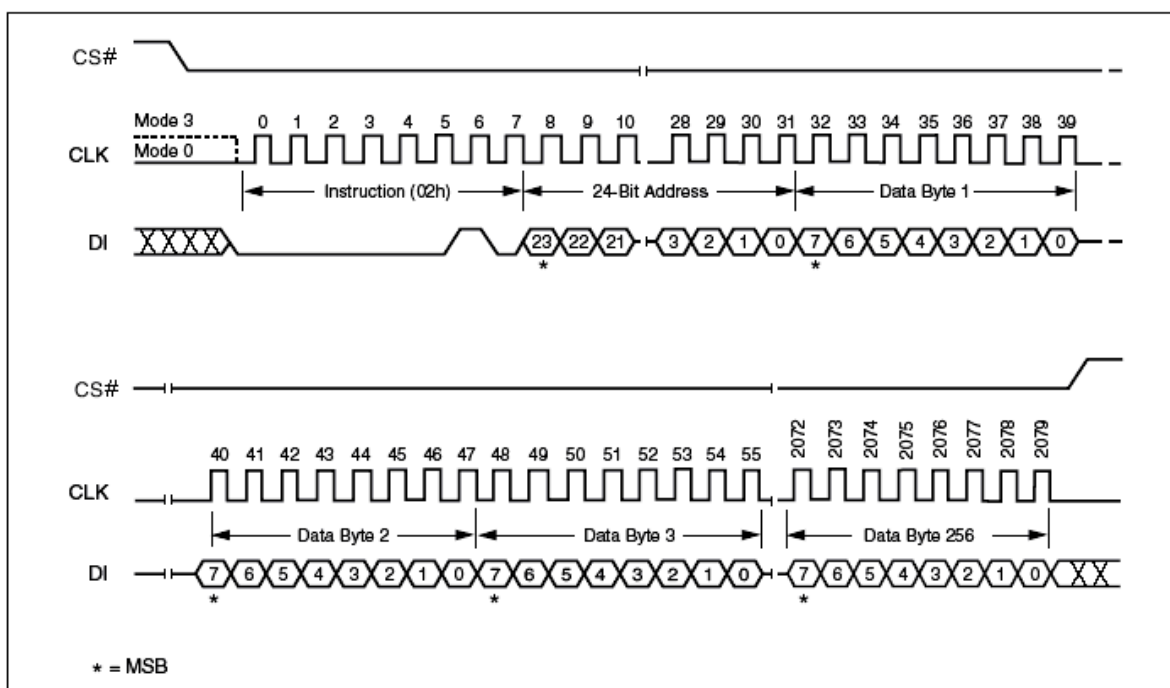 CS#
Mode 3
0 1 2 3 4 5 6 7 8 9 10 28 29 30 31 32 33 34 35 36 37 38 39
CLK
Mode 0
Instruction (02h) 24-Bit Address Data Byte 1
DI 23 22 21 3 2 1 0 7 6 5 4 3 2 1 0
* *
CS#
40 41 42 43 44 45 46 47 48 49 50 51 52 53 54 55 2072 2073 2074 2075 2076 2077 2078 2079
CLK
Data Byte 2 Data Byte 3 Data Byte 256
DI 7 6 5 4 3 2 1 0 7 6 5 4 3 2 1 0 7 6 5 4 3 2 1 0
* * *
* = MSB